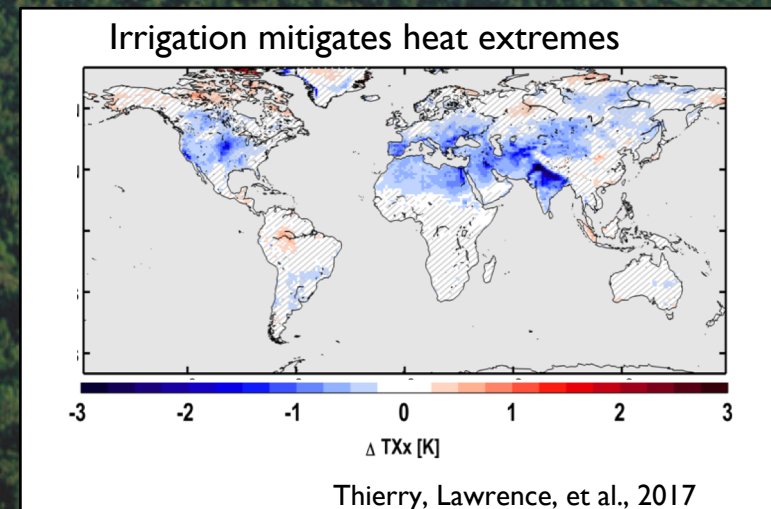 Irrigation mitigates heat extremes
-3 -2 -1 0 1 2 3
Δ TXx [K]
Thierry, Lawrence, et al., 2017